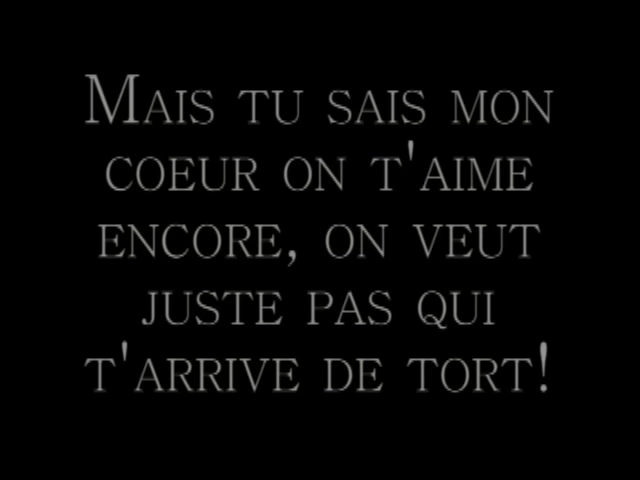 Mais tu sais mon
coeur on t'aime
encore, on veut
juste pas qui
t'arrive de tort!